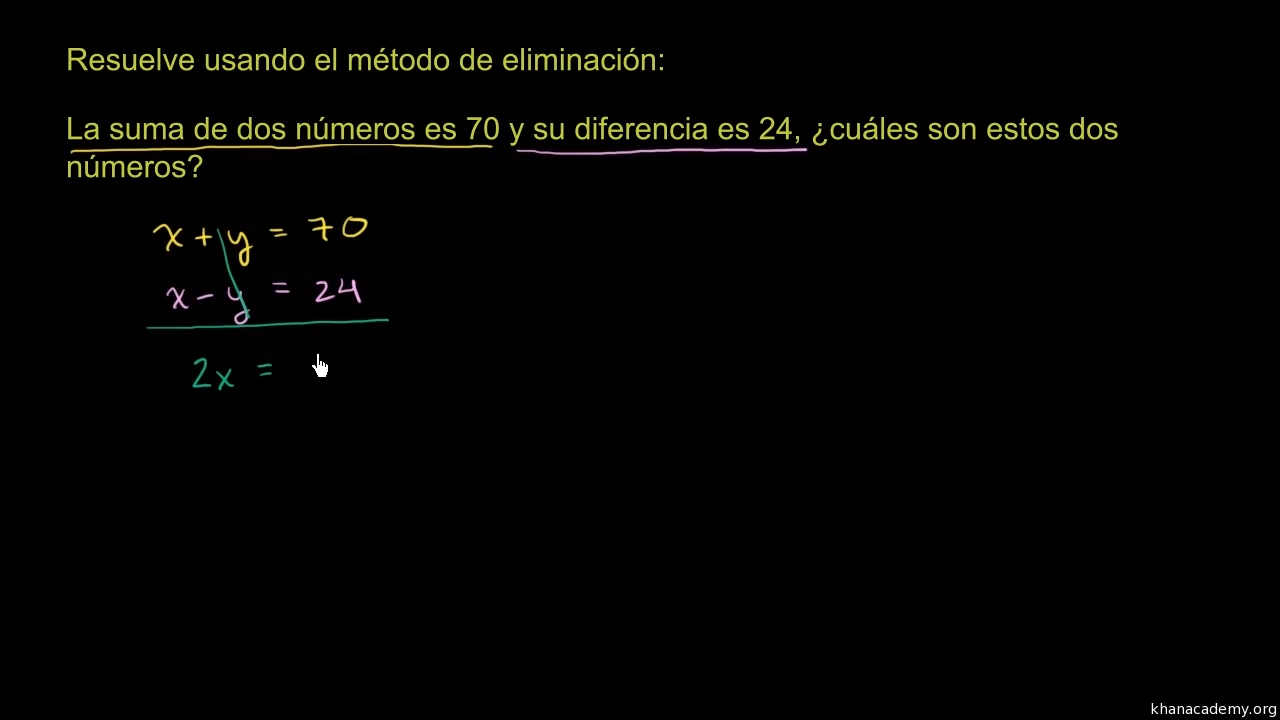 Resuelve usando el método de eliminación:
La suma de dos números es 70 y su diferencia es 24, ¿cuáles son estos dos
números?
x + y = 70
x - y = 24
2x =
khanacademy.org